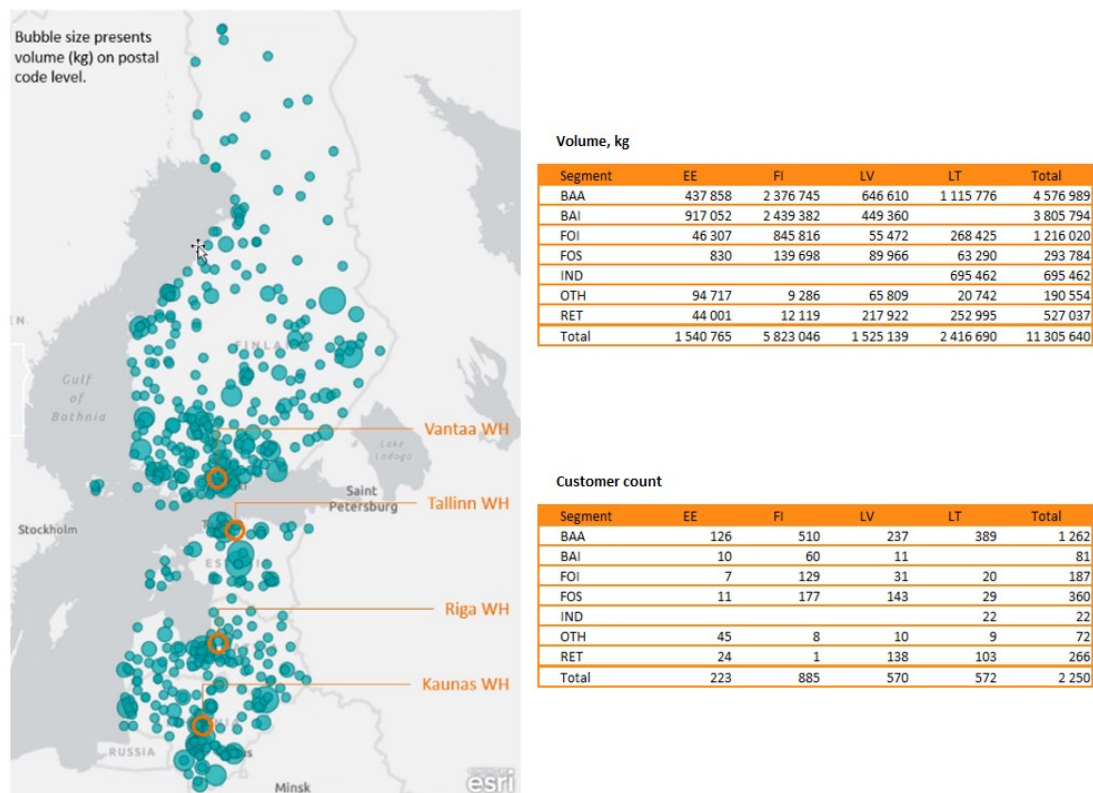 Bubble size presents
volume (kg) on postal
code level.
EN.
FINLA
Gulf
of
Bothnia
Vantaa WH
Lake
Ladoga
Saint
Petersburg
Tallinn WH
Stockholm
Riga WH
Kaunas WH
RUSSIA
Minsk
esri
Volume, kg
Segment EE FI LV LT Total
BAA 437 858 2 376 745 646 610 1 115 776 4 576 989
BAI 917 052 2 439 382 449 360 3 805 794
FOI 46 307 845 816 55 472 268 425 1 216 020
FOS 830 139 698 89 966 63 290 293 784
IND 695 462 695 462
OTH 94 717 9 286 65 809 20 742 190 554
RET 44 001 12 119 217 922 252 995 527 037
Total 1 540 765 5 823 046 1 525 139 2 416 690 11 305 640
Customer count
Segment EE FI LV LT Total
BAA 126 510 237 389 1 262
BAI 10 60 11 81
FOI 7 129 31 20 187
FOS 11 177 143 29 360
IND 22 22
OTH 45 8 10 9 72
RET 24 1 138 103 266
Total 223 885 570 572 2 250